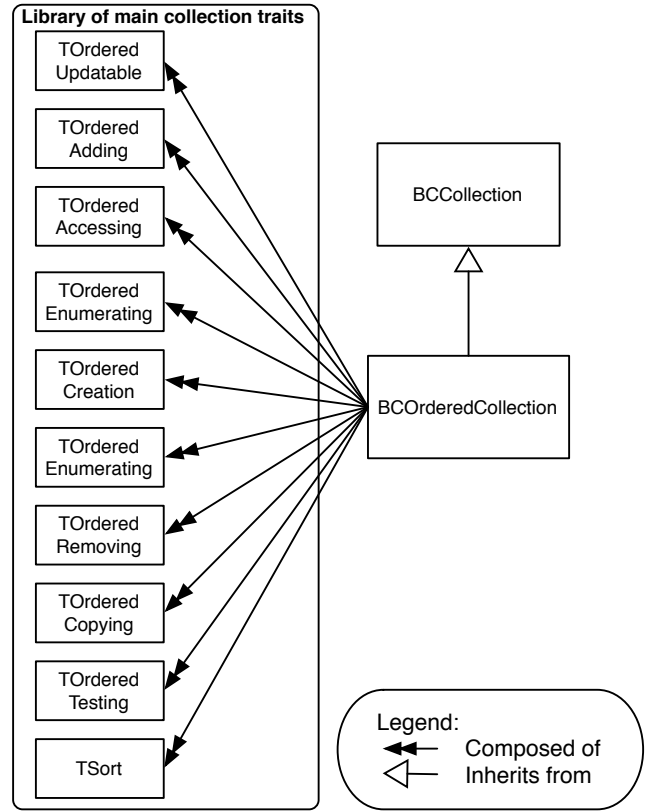 Library of main collection traits
TOrdered
Updatable
TOrdered
Adding
TOrdered
Accessing
TOrdered
Enumerating
TOrdered
Creation
TOrdered
Enumerating
TOrdered
Removing
TOrdered
Copying
TOrdered
Testing
TSort
BCCollection
BCOrderedCollection
Legend:
Composed of
Inherits from